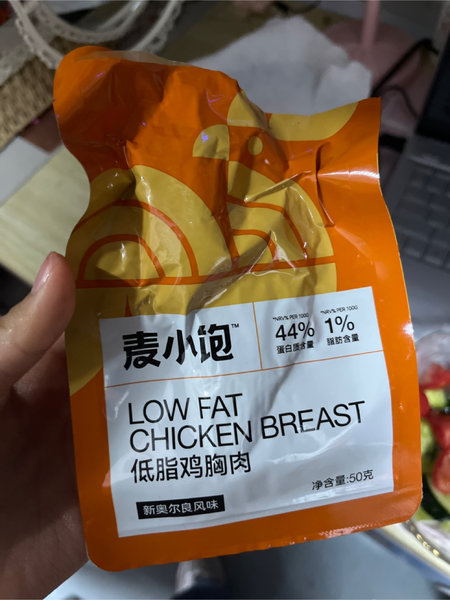 麦小饱™
*NRV% PER 100G
44%
蛋白质含量
*NRV% PER 100G
1%
脂肪含量
LOW FAT
CHICKEN BREAST
低脂鸡胸肉
新奥尔良风味
净含量:50克